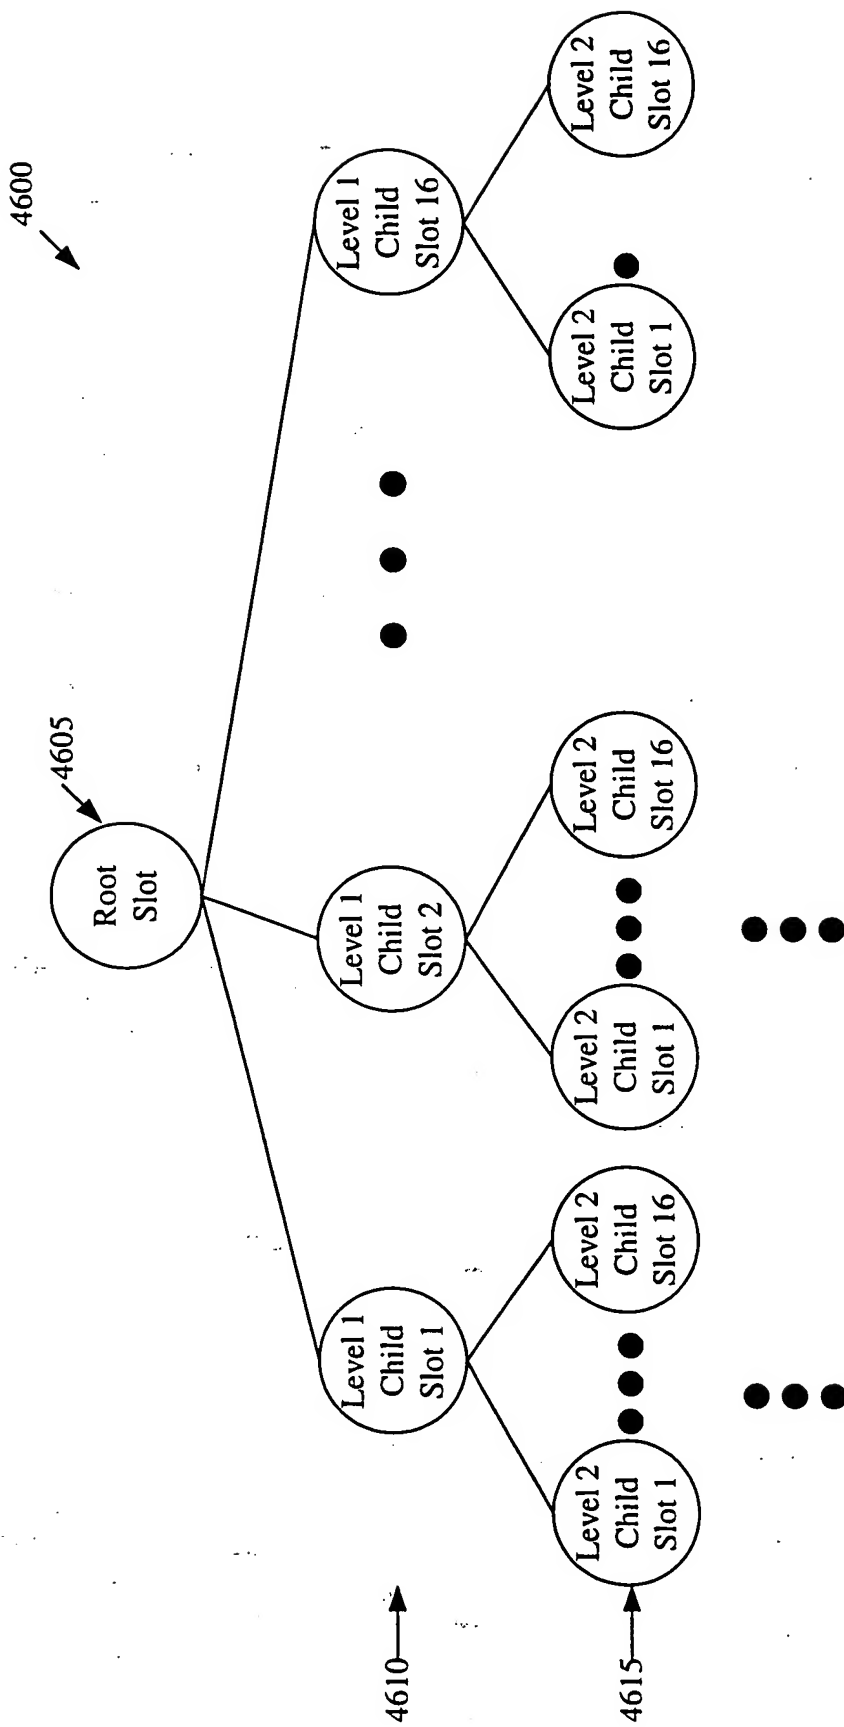 4600
4605
Root
Slot
4610
Level 1
Child
Slot 1
Level 1
Child
Slot 2
Level 1
Child
Slot 16
4615
Level 2
Child
Slot 1
Level 2
Child
Slot 16
Level 2
Child
Slot 1
Level 2
Child
Slot 16
Level 2
Child
Slot 1
Level 2
Child
Slot 16